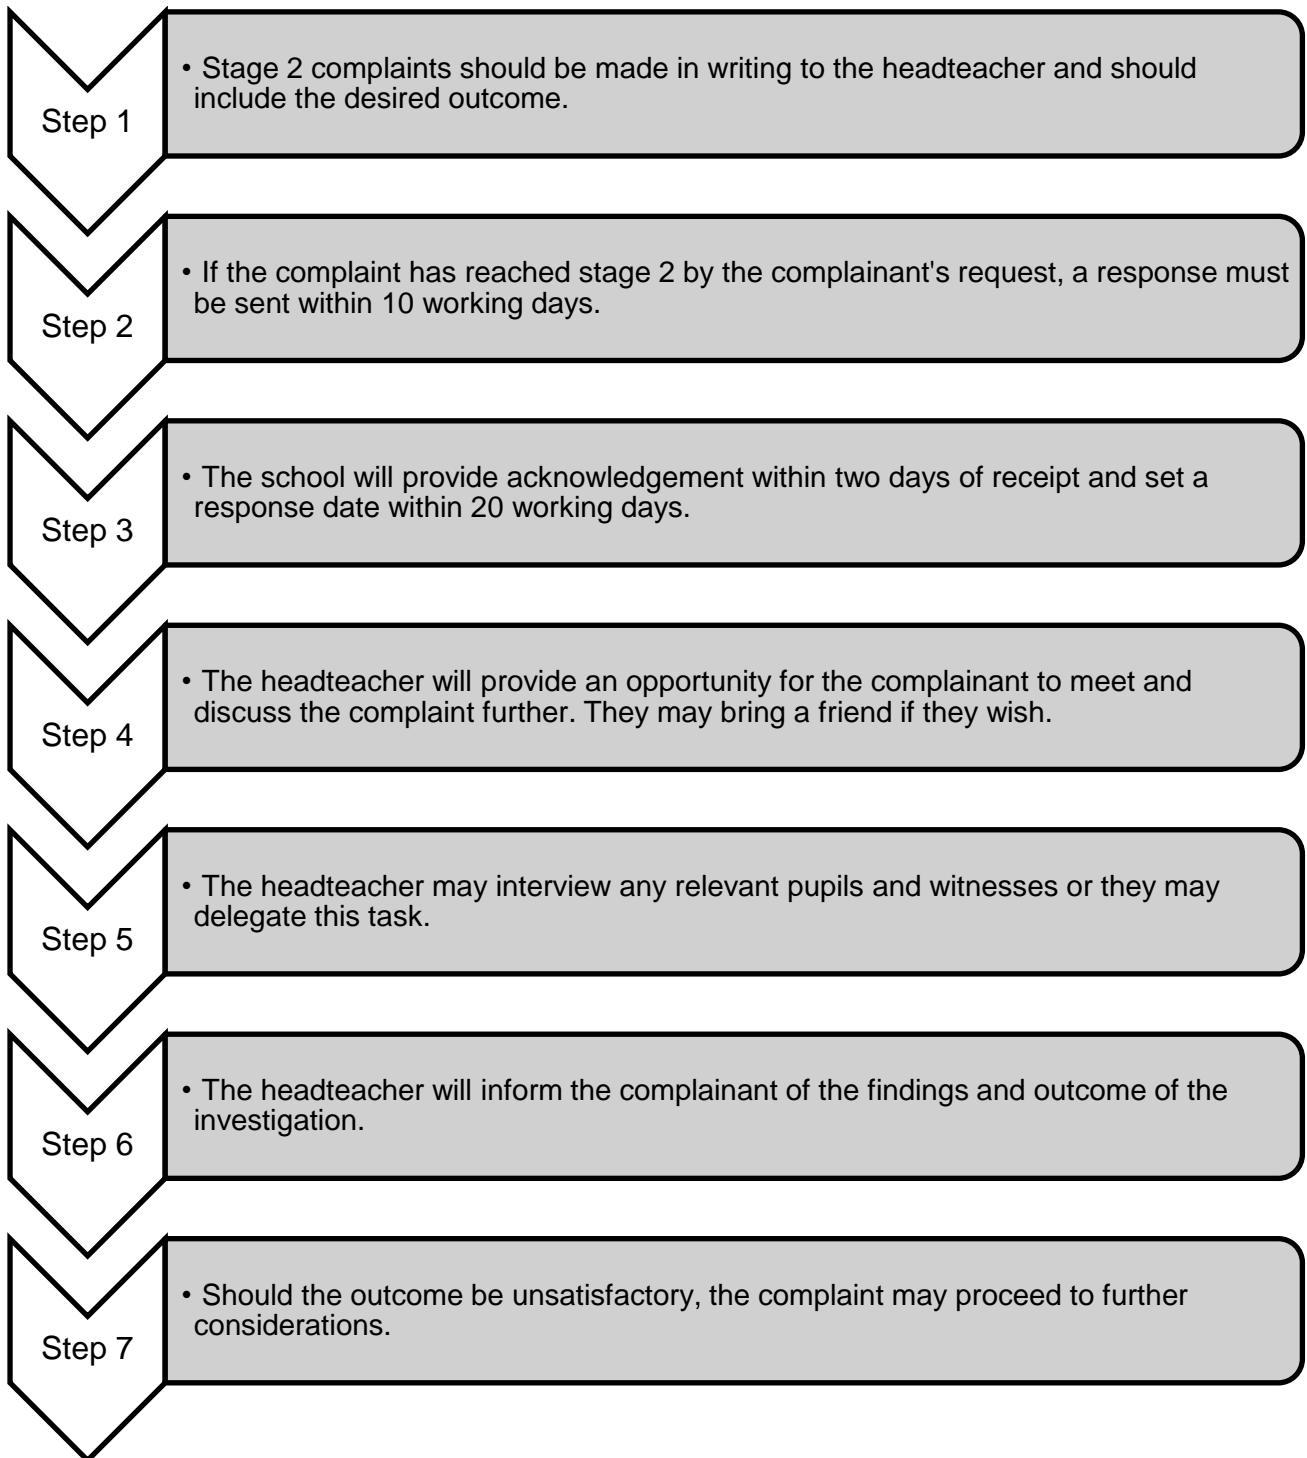 Step 1
• Stage 2 complaints should be made in writing to the headteacher and should
include the desired outcome.
Step 2
• If the complaint has reached stage 2 by the complainant's request, a response must
be sent within 10 working days.
Step 3
• The school will provide acknowledgement within two days of receipt and set a
response date within 20 working days.
Step 4
• The headteacher will provide an opportunity for the complainant to meet and
discuss the complaint further. They may bring a friend if they wish.
Step 5
• The headteacher may interview any relevant pupils and witnesses or they may
delegate this task.
Step 6
• The headteacher will inform the complainant of the findings and outcome of the
investigation.
Step 7
• Should the outcome be unsatisfactory, the complaint may proceed to further
considerations.